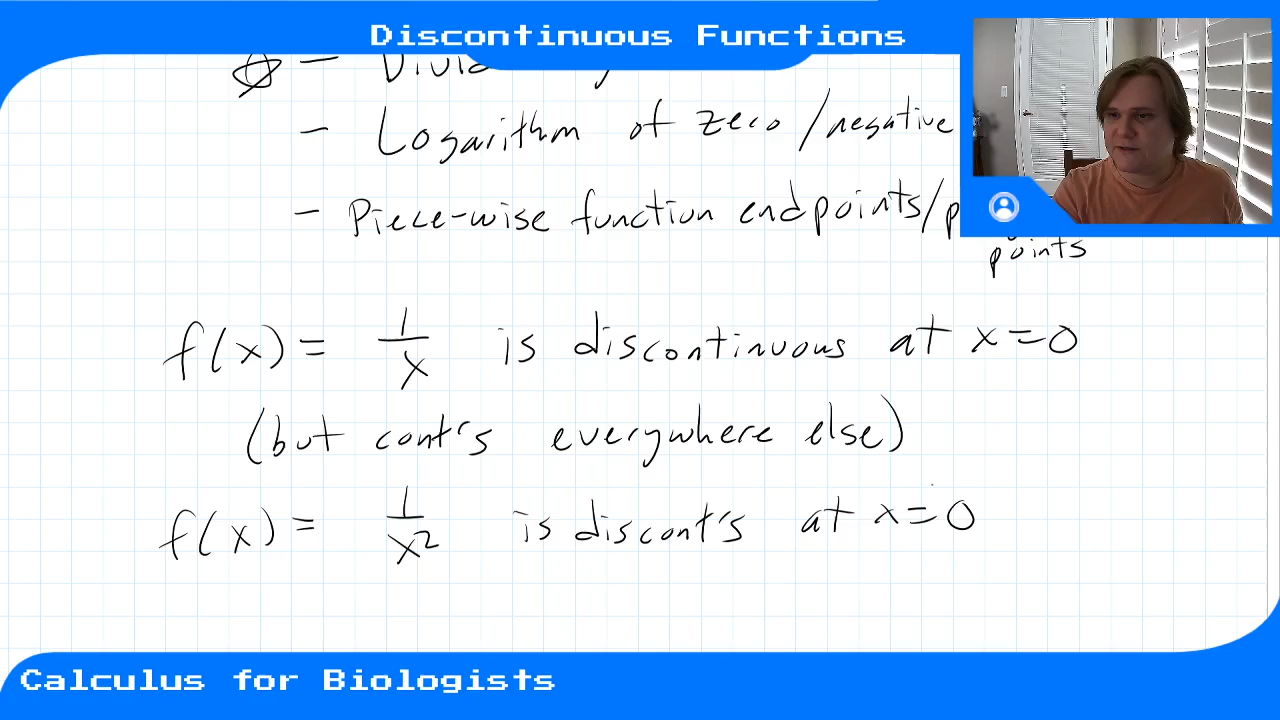 Discontinuous Functions
— Logarithm of zero/negative
— Piece-wise function endpoints/
points
f(x) = 1/x is discontinuous at x=0
(but cont's everywhere else)
f(x) = 1/x² is discont's at x=0
Calculus for Biologists